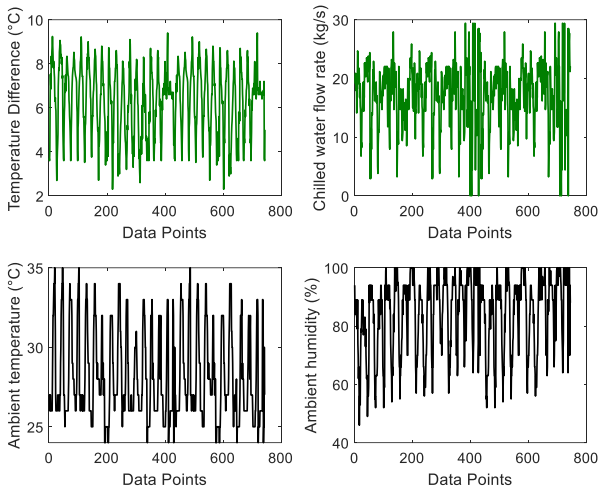 10
8
6
4
2
0 200 400 600 800
Temperature Difference (°C)
Data Points
30
20
10
0
0 200 400 600 800
Chilled water flow rate (kg/s)
Data Points
35
30
25
0 200 400 600 800
Ambient temperature (°C)
Data Points
100
80
60
40
0 200 400 600 800
Ambient humidity (%)
Data Points